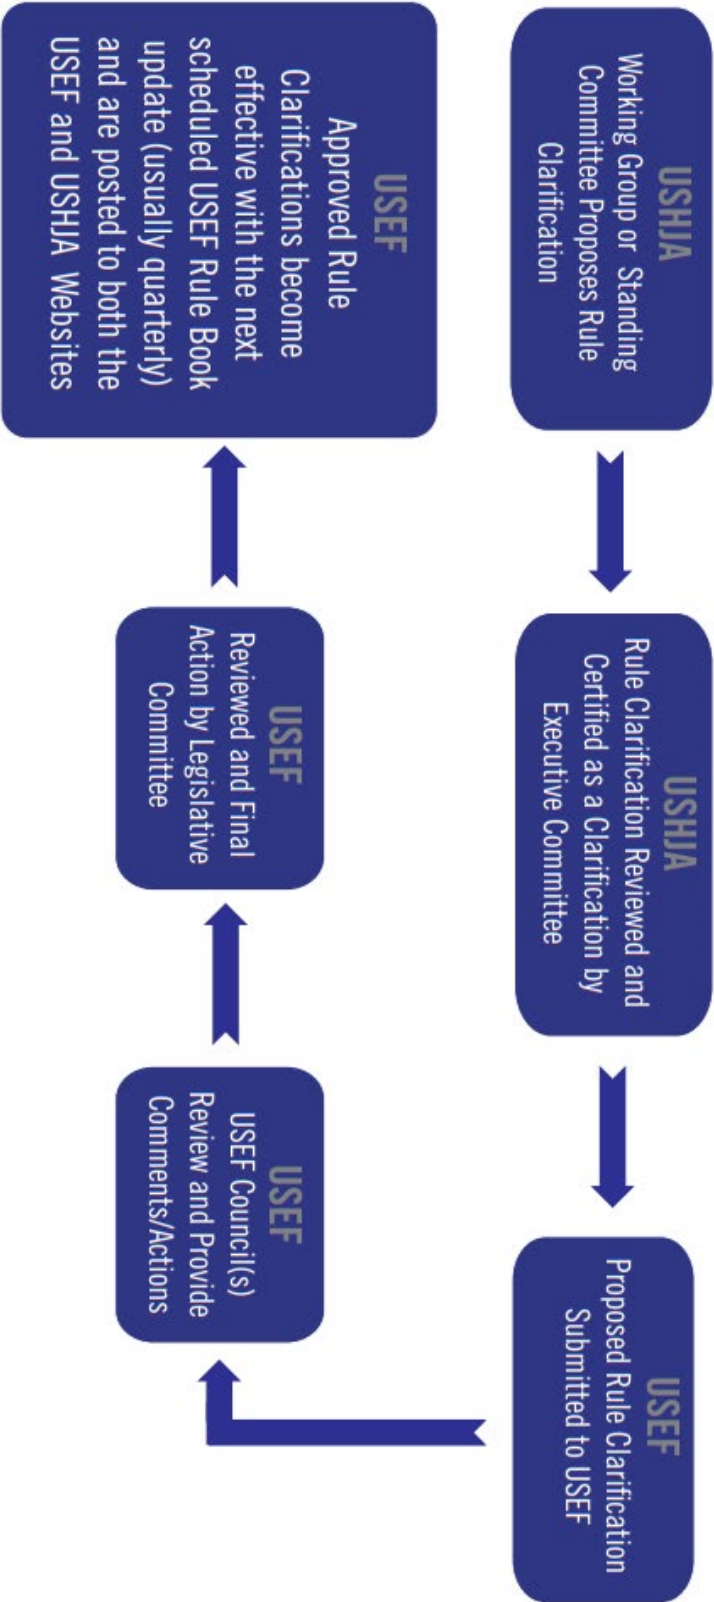 USHJA
Working Group or Standing
Committee Proposes Rule
Clarification
USHJA
Rule Clarification Reviewed and
Certified as a Clarification by
Executive Committee
USEF
Proposed Rule Clarification
Submitted to USEF
USEF
USEF Council(s)
Review and Provide
Comments/Actions
USEF
Reviewed and Final
Action by Legislative
Committee
USEF
Approved Rule
Clarifications become
effective with the next
scheduled USEF Rule Book
update (usually quarterly)
and are posted to both the
USEF and USHJA Websites